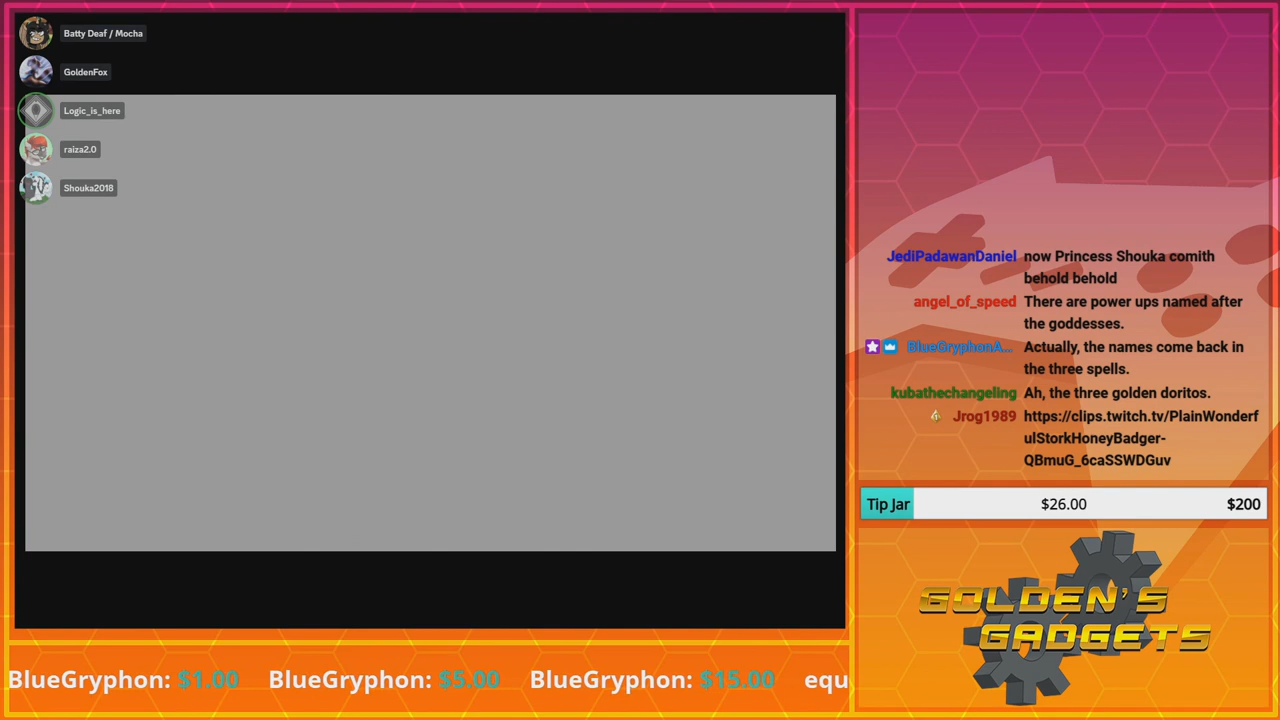 Batty Deaf / Mocha
GoldenFox
Logic_is_here
raiza2.0
Shouka2018
JediPadawanDaniel now Princess Shouka comith
behold behold
angel_of_speed There are power ups named after
the goddesses.
BlueGryphonA... Actually, the names come back in
the three spells.
kubathechangeling Ah, the three golden doritos.
Jrog1989 https://clips.twitch.tv/PlainWonderf
ulStorkHoneyBadger-
QBmuG_6caSSWDGuv
Tip Jar $26.00 $200
GOLDEN'S
GADGETS
BlueGryphon: $1.00 BlueGryphon: $5.00 BlueGryphon: $15.00 equ